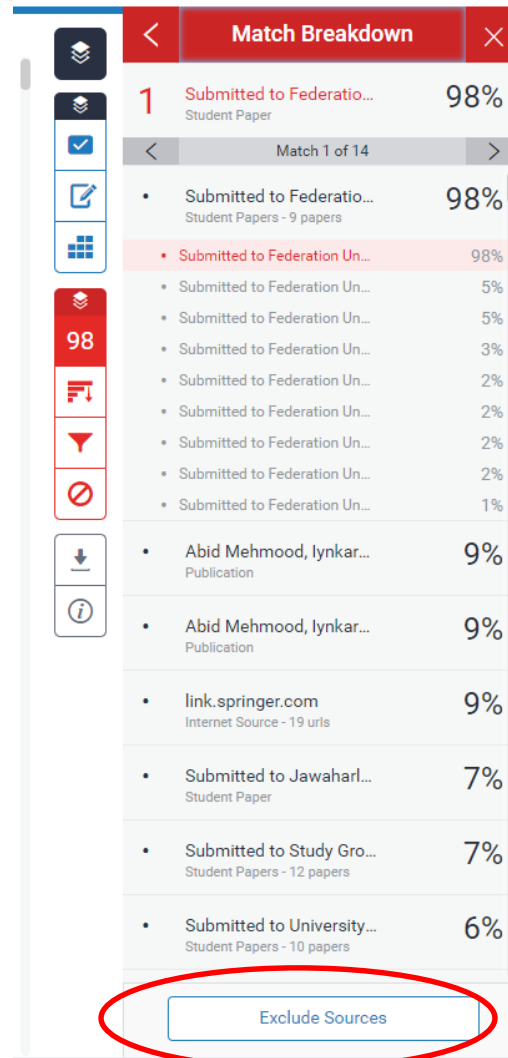 Match Breakdown
1 Submitted to Federatio... 98%
Student Paper
Match 1 of 14
Submitted to Federatio... 98%
Student Papers - 9 papers
Submitted to Federation Un... 98%
Submitted to Federation Un... 5%
Submitted to Federation Un... 5%
Submitted to Federation Un... 3%
Submitted to Federation Un... 2%
Submitted to Federation Un... 2%
Submitted to Federation Un... 2%
Submitted to Federation Un... 2%
Submitted to Federation Un... 1%
98
Abid Mehmood, Iynkar... 9%
Publication
Abid Mehmood, Iynkar... 9%
Publication
link.springer.com 9%
Internet Source - 19 urls
Submitted to Jawaharl... 7%
Student Paper
Submitted to Study Gro... 7%
Student Papers - 12 papers
Submitted to University... 6%
Student Papers - 10 papers
Exclude Sources